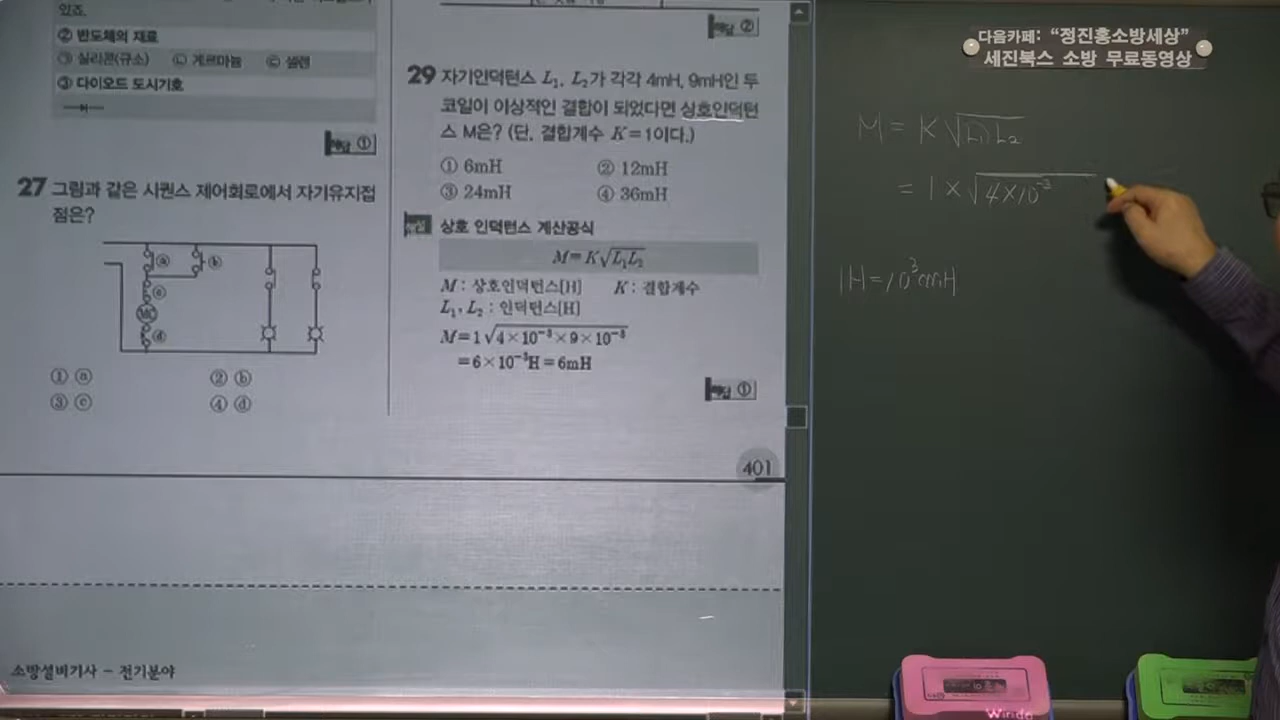 있죠.
② 반도체의 재료
㉠ 실리콘(규소) ㉡ 게르마늄 ㉢ 셀렌
③ 다이오드 도시기호
해답 ①
27 그림과 같은 시퀀스 제어회로에서 자기유지접
점은?
ⓐ ⓑ
ⓒ
MC
ⓓ
① ⓐ ② ⓑ
③ ⓒ ④ ⓓ
해답 ②
29 자기인덕턴스 L₁, L₂가 각각 4mH, 9mH인 두
코일이 이상적인 결합이 되었다면 상호인덕턴
스 M은? (단, 결합계수 K=1이다.)
① 6mH ② 12mH
③ 24mH ④ 36mH
해설 상호 인덕턴스 계산공식
M=K√L₁L₂
M : 상호인덕턴스[H] K : 결합계수
L₁, L₂ : 인덕턴스[H]
M=1√4×10⁻³×9×10⁻³
=6×10⁻³H=6mH
해답 ①
401
소방설비기사 - 전기분야
다음카페: “정진홍소방세상”
세진북스 소방 무료동영상
M = K√L₁L₂
= 1×√4×10⁻³
1H=10³mH